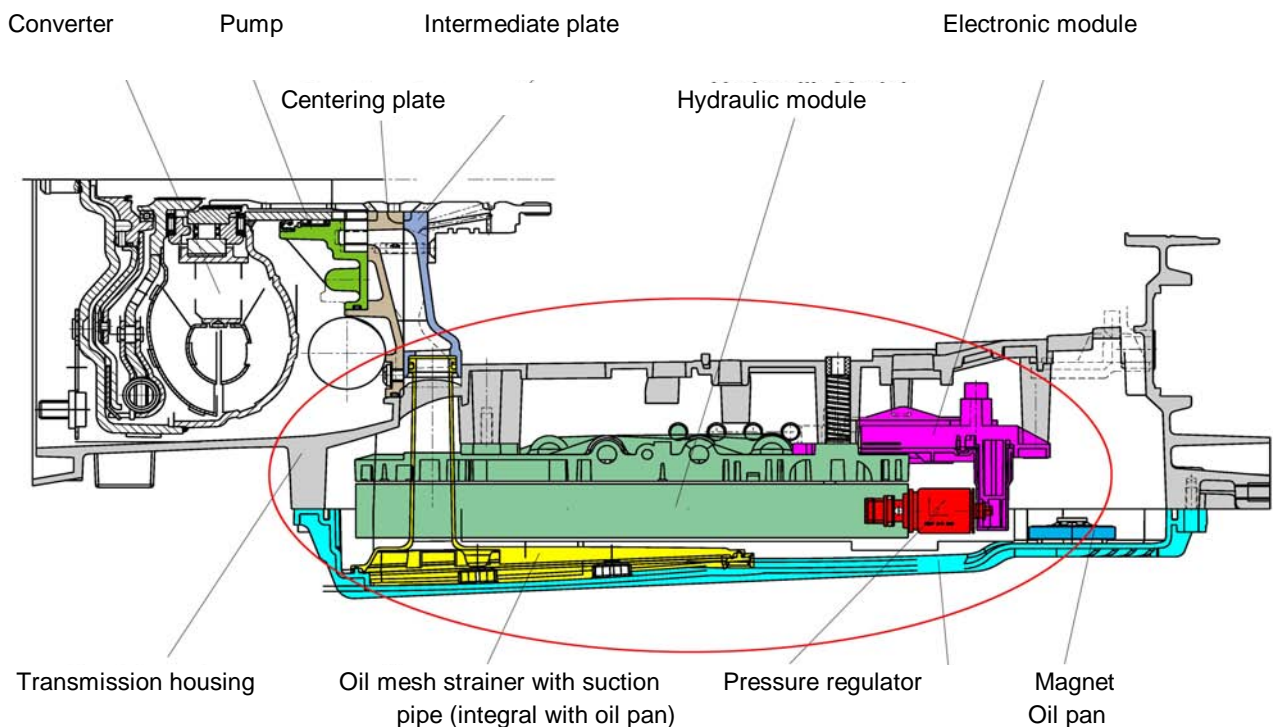 Converter Pump Intermediate plate Electronic module
Centering plate Hydraulic module
Transmission housing Oil mesh strainer with suction Pressure regulator Magnet
pipe (integral with oil pan) Oil pan